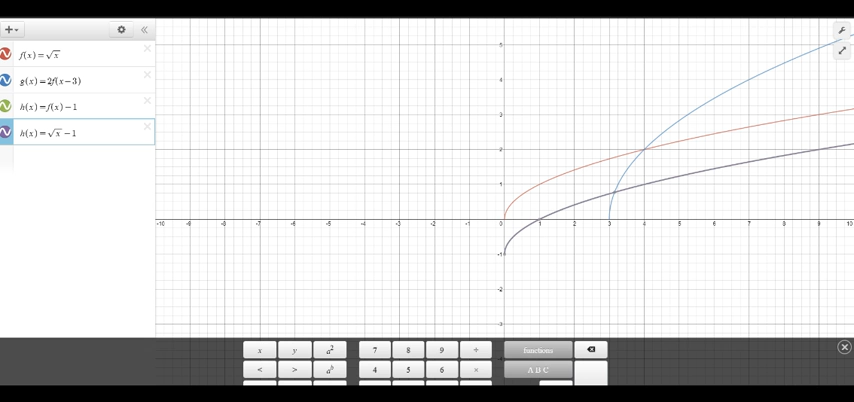 f(x)=√x
g(x)=2f(x−3)
h(x)=f(x)−1
h(x)=√x −1
5
4
3
2
1
-10 -9 -8 -7 -6 -5 -4 -3 -2 -1 0 1 2 3 4 5 6 7 8 9 10
-1
-2
-3
x y a² 7 8 9 ÷ functions
< > aᵇ 4 5 6 × A B C